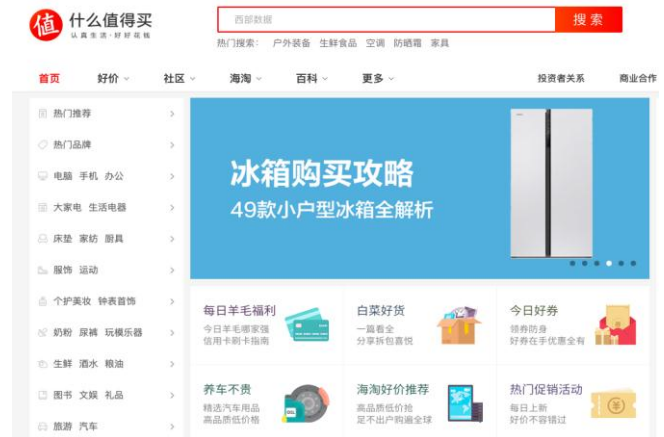 值 什么值得买
认真生活·好好花钱
西部数据
搜索
热门搜索： 户外装备 生鲜食品 空调 防晒霜 家具
首页 好价 社区 海淘 百科 更多 投资者关系 商业合作
热门推荐
热门品牌
电脑 手机 办公
大家电 生活电器
床垫 家纺 厨具
服饰 运动
个护美妆 钟表首饰
奶粉 尿裤 玩模乐器
生鲜 酒水 粮油
图书 文娱 礼品
旅游 汽车
冰箱购买攻略
49款小户型冰箱全解析
每日羊毛福利
今日羊毛哪家强
信用卡刷卡指南
白菜好货
一篇看全
分享拆包喜悦
今日好券
领券防身
好券在手优惠全有
养车不贵
精选汽车用品
高品质低价格
海淘好价推荐
高品质低价抢
足不出户购遍全球
热门促销活动
每日上新
好价不容错过